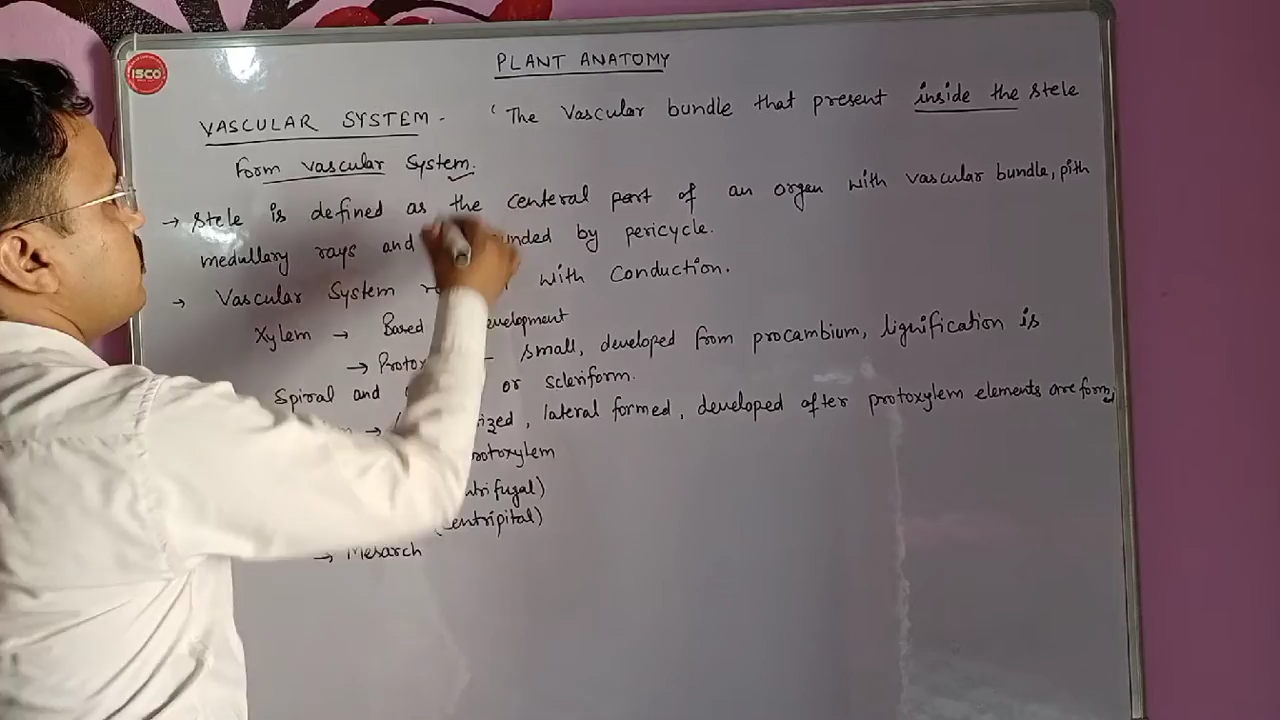 ISCO
PLANT ANATOMY
VASCULAR SYSTEM - ' The Vascular bundle that present inside the stele
Form vascular System.
→ Stele is defined as the centeral part of an organ with vascular bundle, pith
medullary rays and unded by pericycle.
→ Vascular System with Conduction.
Xylem → Based evelopment
→ Protox - small, developed from procambium, lignification is
Spiral and or scleriform.
→ ized, lateral formed, developed after protoxylem elements are form
rotoxylem
ntrifugal)
(entripital)
→ Mesarch